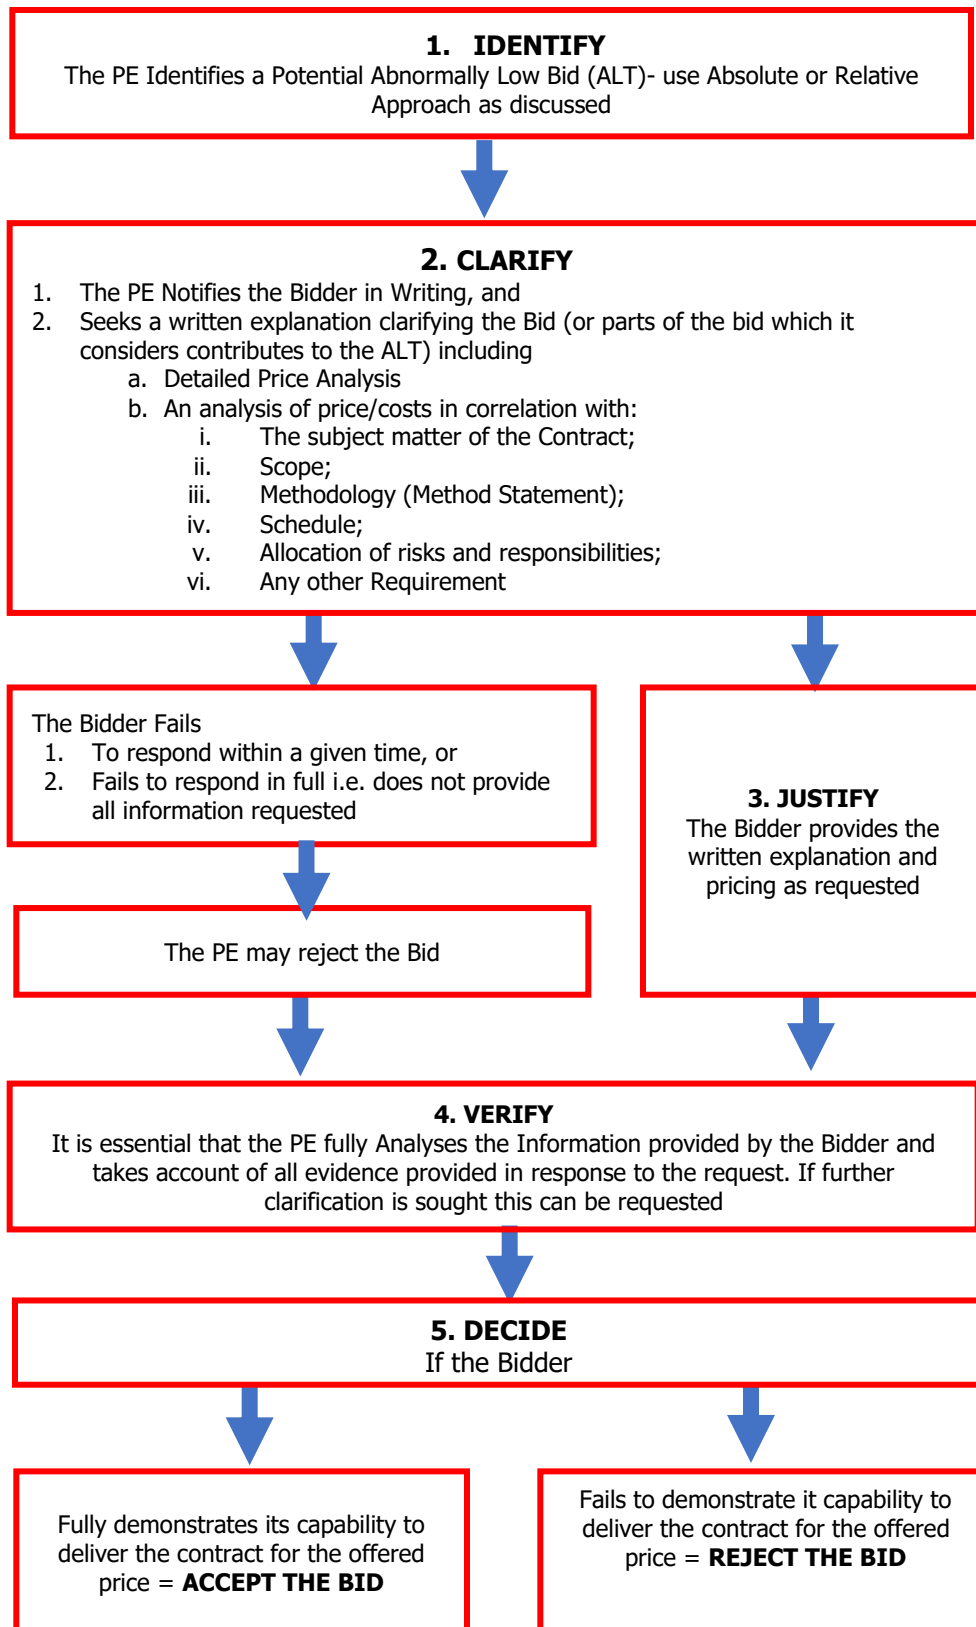 1. IDENTIFY
The PE Identifies a Potential Abnormally Low Bid (ALT)- use Absolute or Relative
Approach as discussed
2. CLARIFY
1. The PE Notifies the Bidder in Writing, and
2. Seeks a written explanation clarifying the Bid (or parts of the bid which it
considers contributes to the ALT) including
a. Detailed Price Analysis
b. An analysis of price/costs in correlation with:
i. The subject matter of the Contract;
ii. Scope;
iii. Methodology (Method Statement);
iv. Schedule;
v. Allocation of risks and responsibilities;
vi. Any other Requirement
The Bidder Fails
1. To respond within a given time, or
2. Fails to respond in full i.e. does not provide
all information requested
The PE may reject the Bid
3. JUSTIFY
The Bidder provides the
written explanation and
pricing as requested
4. VERIFY
It is essential that the PE fully Analyses the Information provided by the Bidder and
takes account of all evidence provided in response to the request. If further
clarification is sought this can be requested
5. DECIDE
If the Bidder
Fully demonstrates its capability to
deliver the contract for the offered
price = ACCEPT THE BID
Fails to demonstrate it capability to
deliver the contract for the offered
price = REJECT THE BID